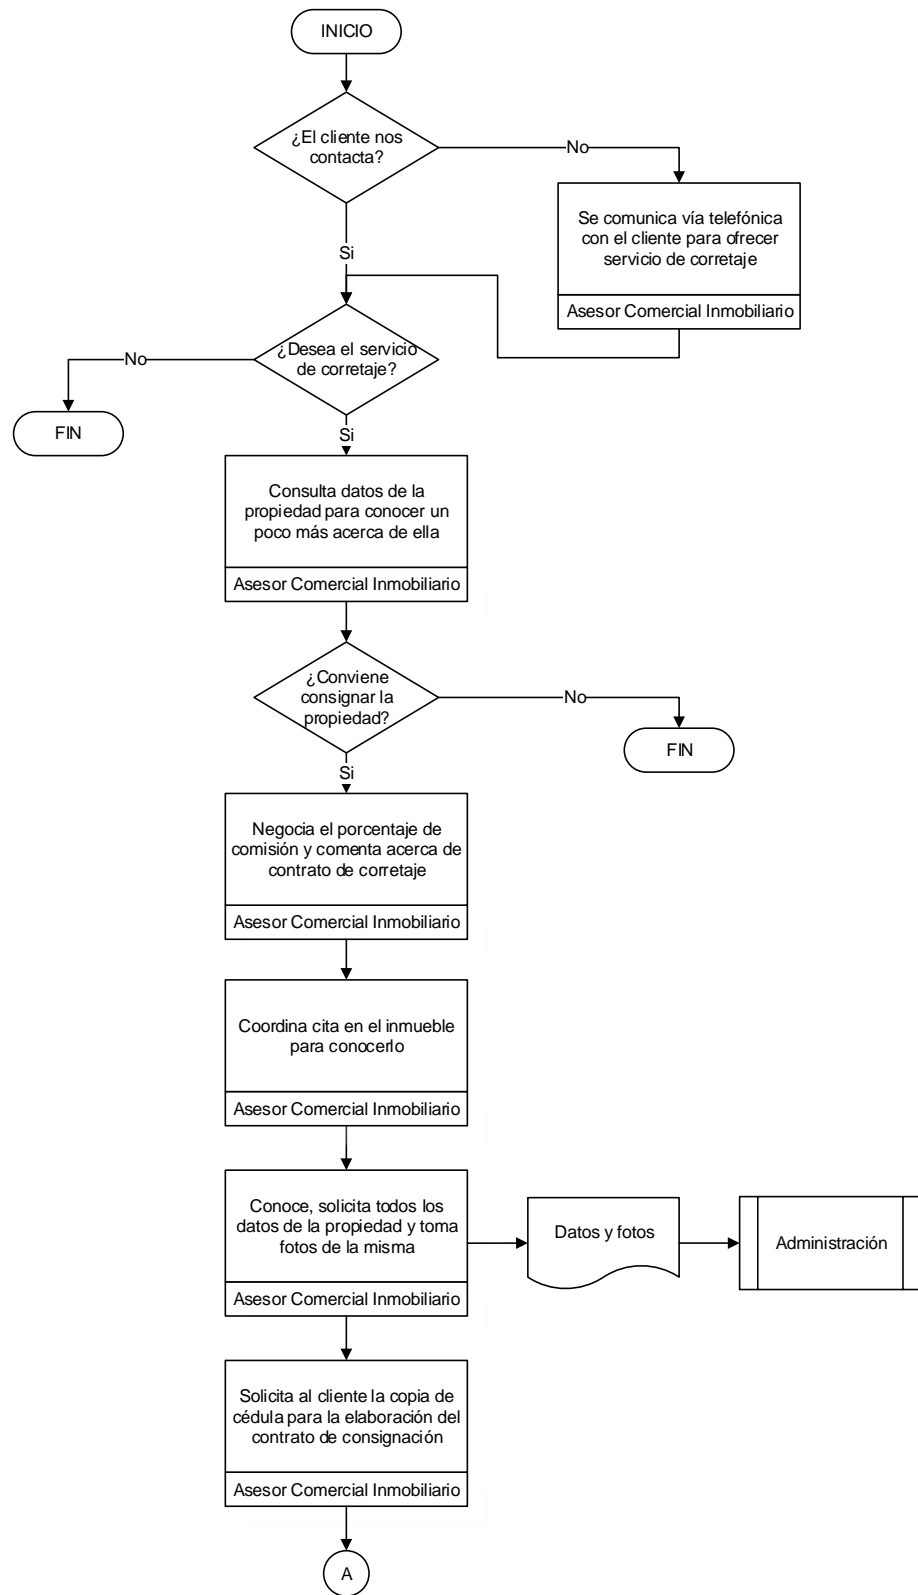 INICIO
¿El cliente nos
contacta?
No
Se comunica vía telefónica
con el cliente para ofrecer
servicio de corretaje
Asesor Comercial Inmobiliario
Si
¿Desea el servicio
de corretaje?
No
FIN
Si
Consulta datos de la
propiedad para conocer un
poco más acerca de ella
Asesor Comercial Inmobiliario
¿Conviene
consignar la
propiedad?
No
FIN
Si
Negocia el porcentaje de
comisión y comenta acerca de
contrato de corretaje
Asesor Comercial Inmobiliario
Coordina cita en el inmueble
para conocerlo
Asesor Comercial Inmobiliario
Conoce, solicita todos los
datos de la propiedad y toma
fotos de la misma
Asesor Comercial Inmobiliario
Datos y fotos
Administración
Solicita al cliente la copia de
cédula para la elaboración del
contrato de consignación
Asesor Comercial Inmobiliario
A